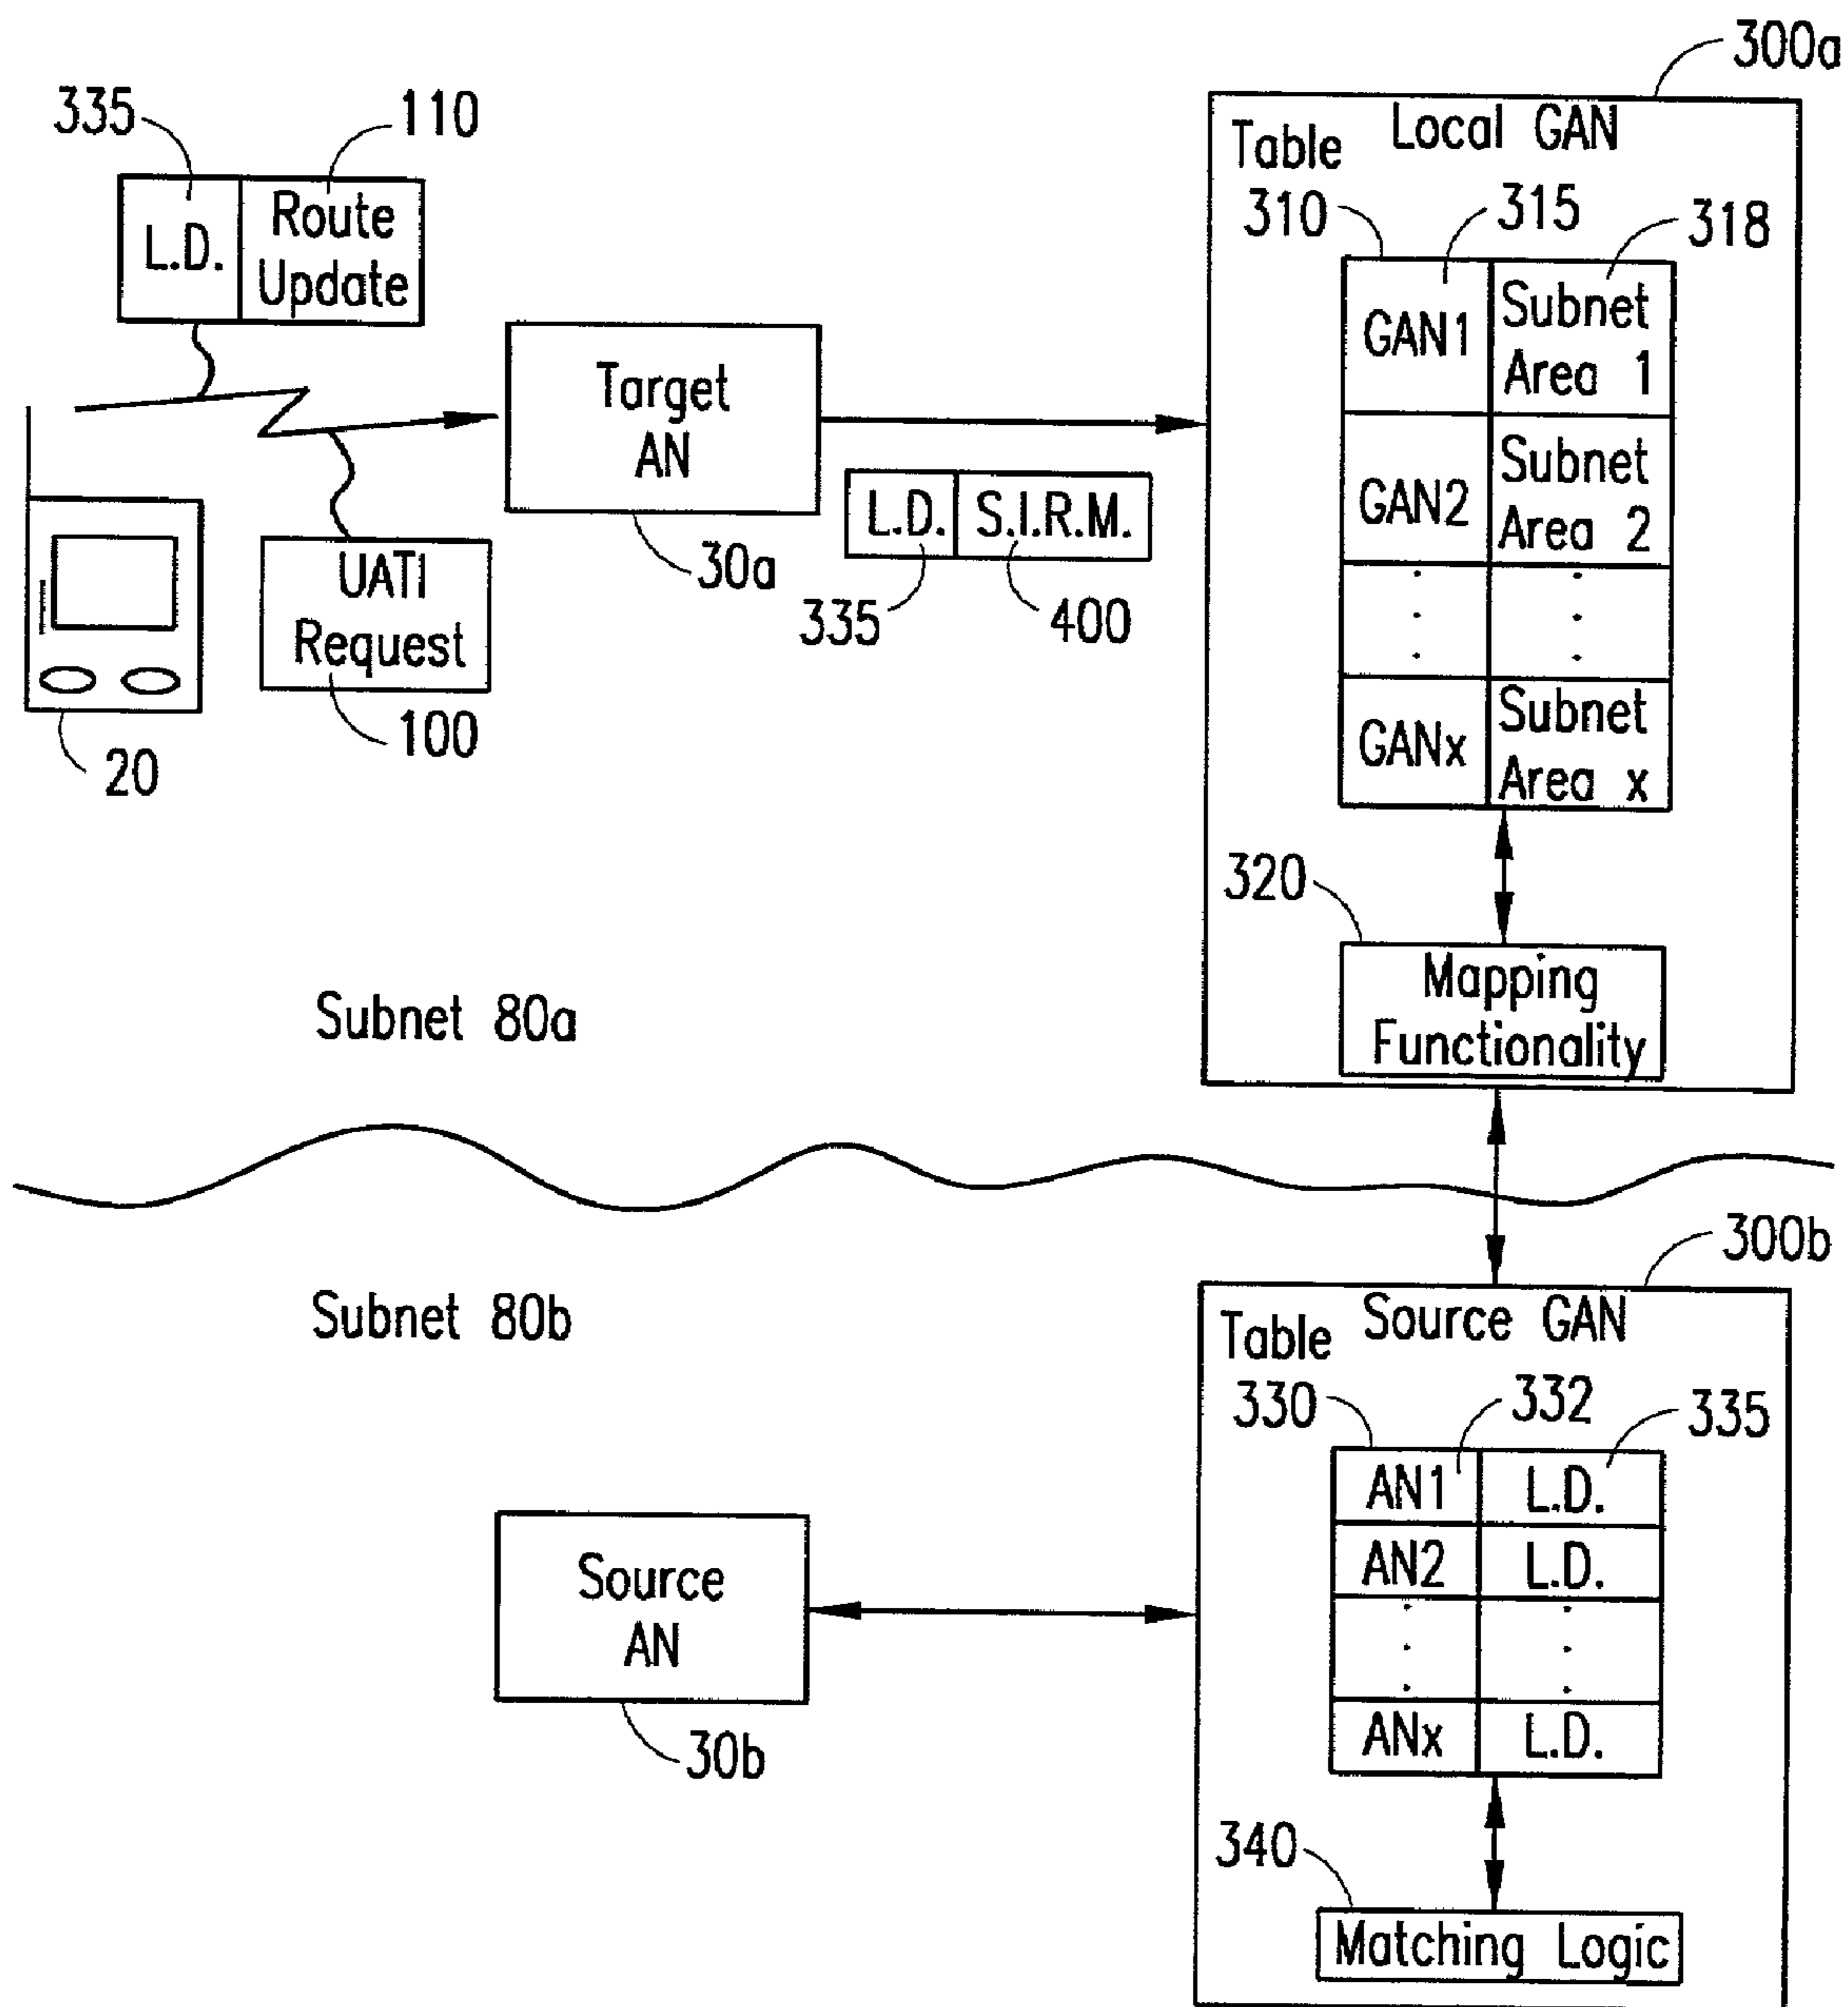 300a
335
110
Local GAN
Table
310
315
318
L.D.
Route
Update
GAN1
Subnet
Area 1
Target
AN
GAN2
Subnet
Area 2
L.D.
S.I.R.M.
30a
335
400
UATI
Request
100
20
GANx
Subnet
Area x
320
Mapping
Functionality
Subnet 80a
300b
Subnet 80b
Source GAN
Table
330
332
335
AN1
L.D.
AN2
L.D.
Source
AN
30b
ANx
L.D.
340
Matching Logic